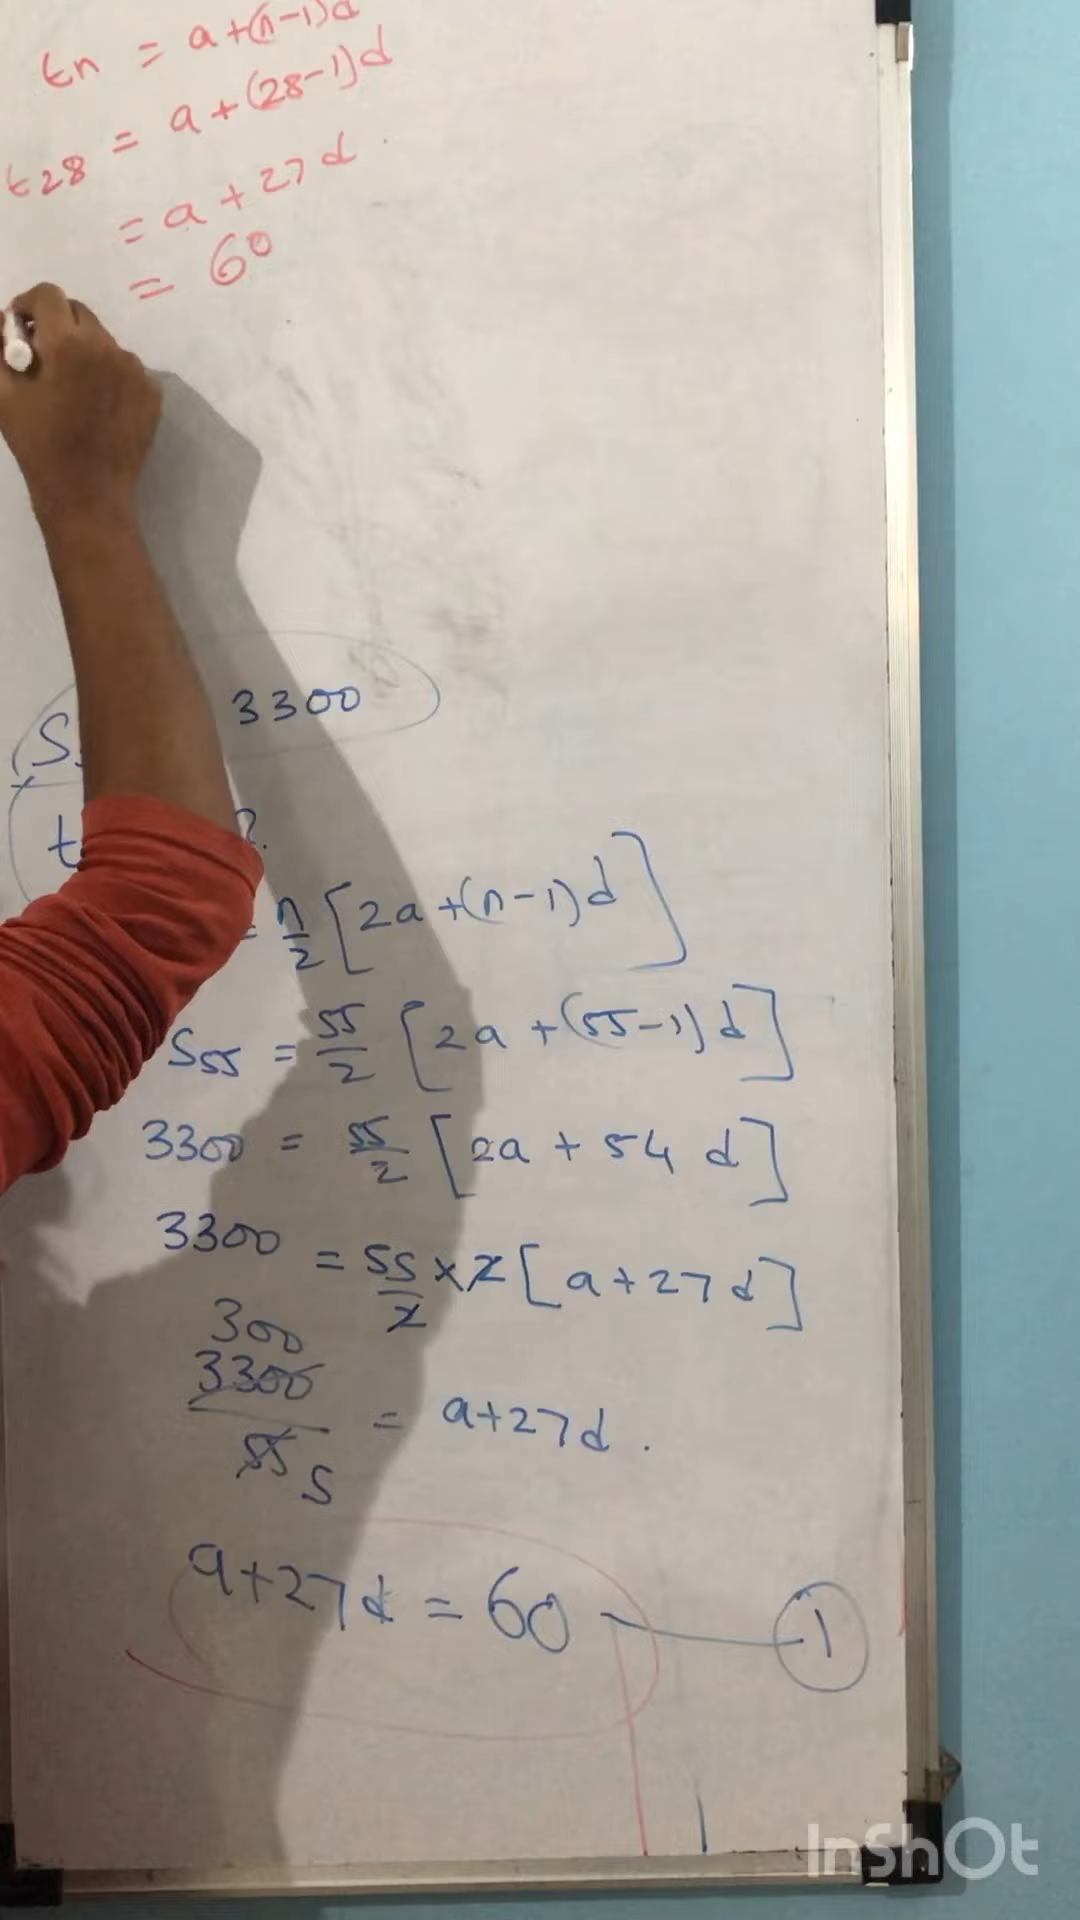 tn = a+(n-1)d
t28 = a+(28-1)d
= a+27d.
= 60
S 3300
t ?
= n/2 [2a+(n-1)d]
S55 = 55/2 [2a+(55-1)d]
3300 = 55/2 [2a+54d]
3300 = 55/2 × 2 [a+27d]
300
3300/55 = a+27d.
5
a+27d = 60 — 1
InShOt